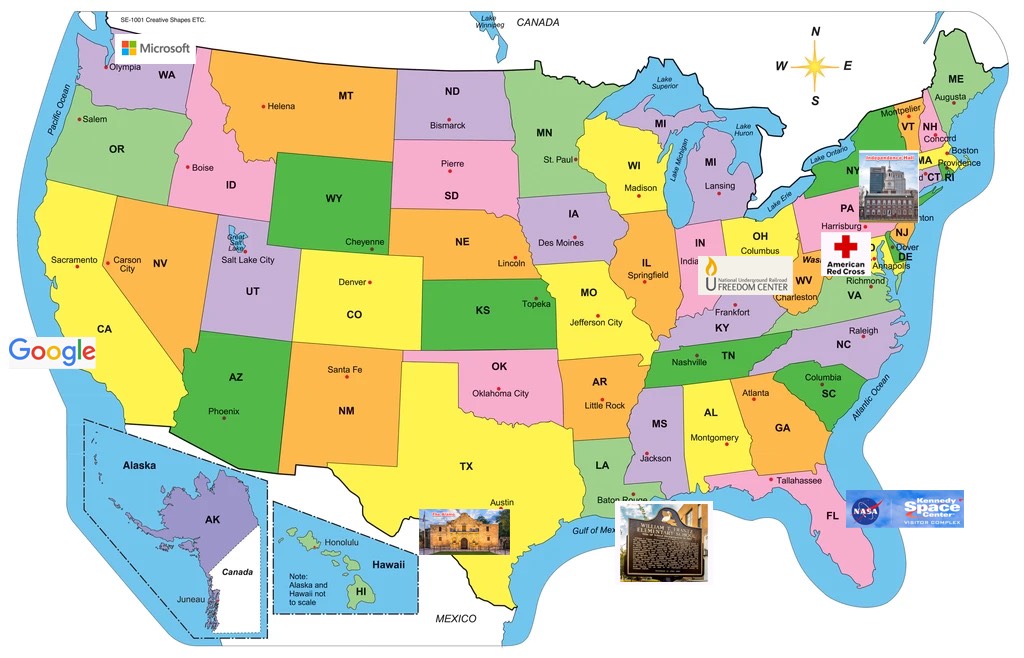 SE-1001 Creative Shapes ETC.
Lake
Winnipeg
CANADA
N
W
E
S
Pacific Ocean
Microsoft
Olympia
WA
Salem
OR
Helena
MT
Boise
ID
ND
Bismarck
MN
St. Paul
Lake
Superior
MI
Lake Michigan
Lake
Huron
MI
Lansing
WI
Madison
Pierre
SD
WY
Cheyenne
ME
Augusta
Montpelier
VT
NH
Concord
Boston
MA
Providence
CT
RI
Lake Ontario
NY
Independence Hall
Lake Erie
PA
Harrisburg
nton
NJ
Dover
DE
Annapolis
American
Red Cross
Was
IA
Des Moines
NE
Lincoln
IL
Springfield
IN
India
OH
Columbus
National Underground Railroad
FREEDOM CENTER
WV
Charleston
Richmond
VA
Sacramento
Carson
City
NV
CA
Google
Great
Salt
Lake
Salt Lake City
UT
Denver
CO
KS
Topeka
MO
Jefferson City
Frankfort
KY
Raleigh
NC
Nashville
TN
Columbia
SC
Atlantic Ocean
AZ
Phoenix
Santa Fe
NM
OK
Oklahoma City
AR
Little Rock
MS
Jackson
AL
Montgomery
Atlanta
GA
TX
Austin
LA
Baton Rouge
Tallahassee
FL
NASA
Kennedy
Space
Center
VISITOR COMPLEX
Gulf of Mex
WILLIAM FRANTZ
ELEMENTARY SCHOOL
Alaska
AK
Canada
Juneau
Honolulu
Hawaii
HI
Note:
Alaska and
Hawaii not
to scale
MEXICO